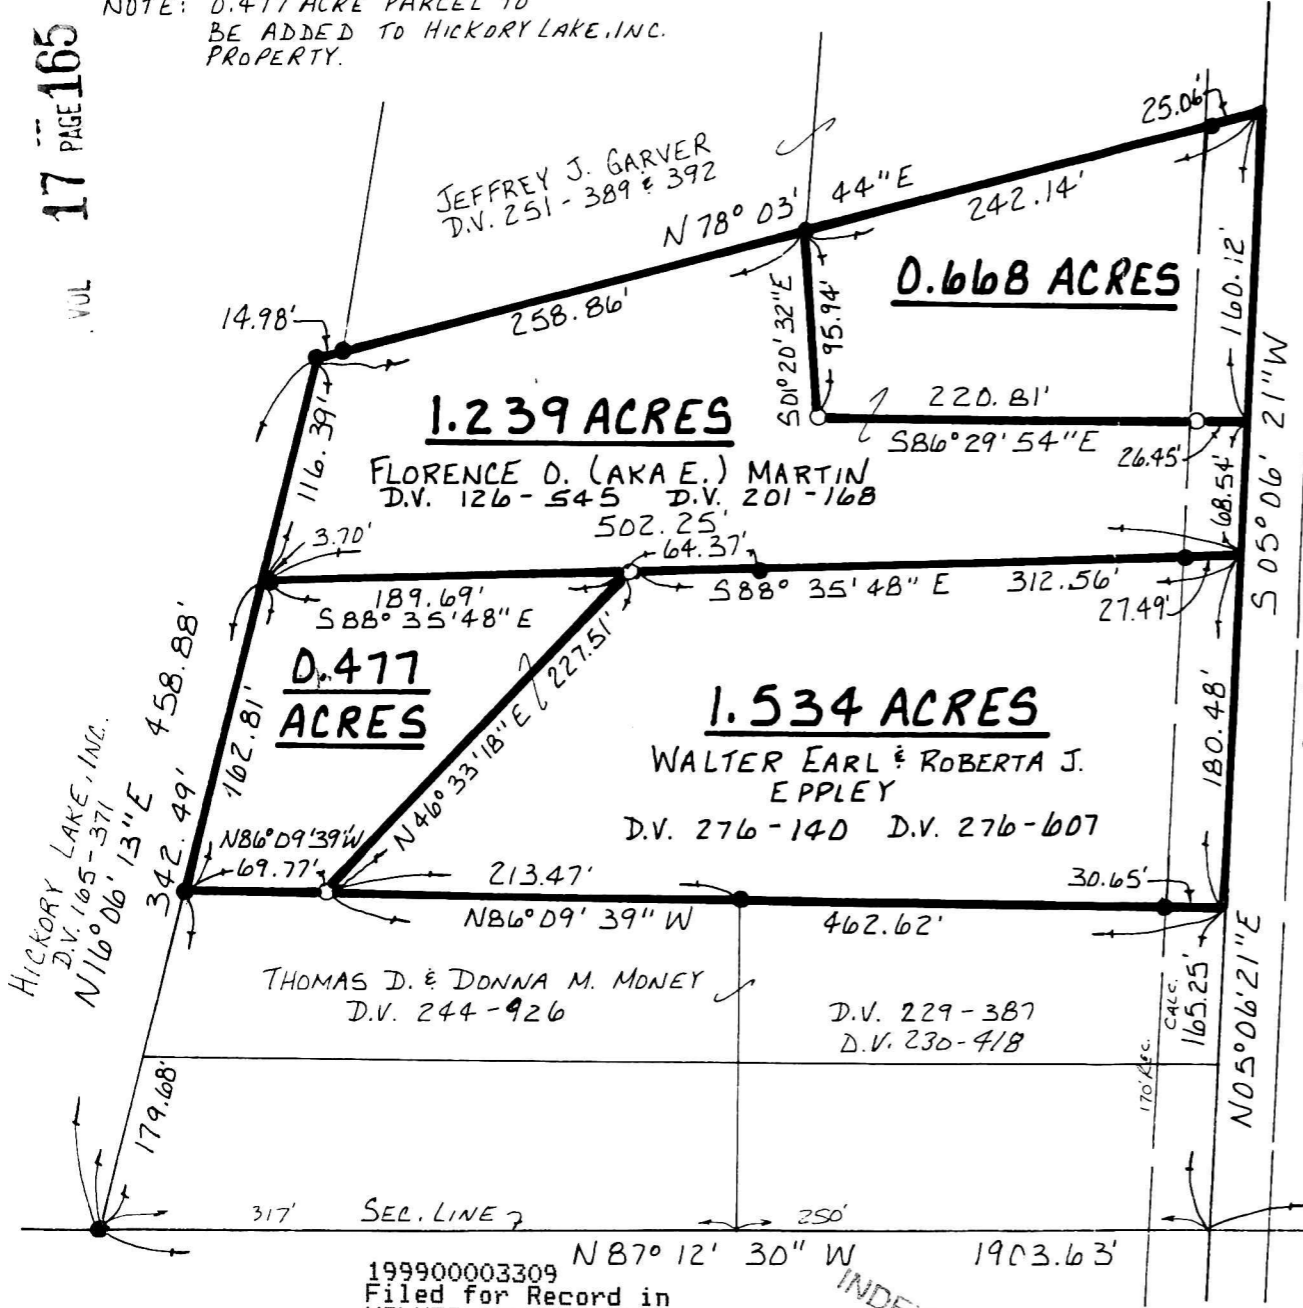 NOTE: 0.477 ACRE PARCEL TO
BE ADDED TO HICKORY LAKE, INC.
PROPERTY.
VOL 17 PAGE 165
JEFFREY J. GARVER
D.V. 251-389 & 392
N 78° 03' 44" E
25.06'
242.14'
258.86'
14.98'
0.668 ACRES
160.12'
S01°20'32"E
95.94'
220.81'
S86°29'54"E
26.45'
68.54'
S 05° 06' 21" W
116.39'
1.239 ACRES
FLORENCE O. (AKA E.) MARTIN
D.V. 126-545 D.V. 201-168
502.25'
3.70'
64.37'
S88° 35' 48" E
312.56'
27.49'
189.69'
S88° 35' 48" E
0.477
ACRES
162.81'
227.51'
N46° 33' 18" E
1.534 ACRES
WALTER EARL & ROBERTA J.
EPPLEY
D.V. 276-140 D.V. 276-607
180.48'
HICKORY LAKE, INC.
D.V. 165-371
N16° 06' 13" E
342.49'
458.88'
N86°09'39"W
69.77'
213.47'
N86°09' 39" W
462.62'
30.65'
THOMAS D. & DONNA M. MONEY
D.V. 244-926
D.V. 229-387
D.V. 230-418
170' REC.
CALC.
165.25'
N05°06'21"E
179.68'
317'
SEC. LINE
250'
N 87° 12' 30" W
1903.63'
199900003309
Filed for Record in
INDE